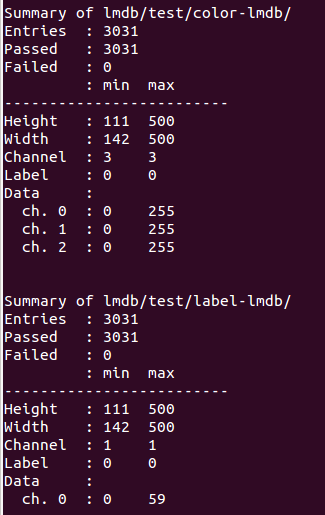 Summary of lmdb/test/color-lmdb/
Entries  : 3031
Passed   : 3031
Failed   : 0
         : min  max
-------------------------
Height   : 111  500
Width    : 142  500
Channel  : 3    3
Label    : 0    0
Data     :
  ch. 0  : 0    255
  ch. 1  : 0    255
  ch. 2  : 0    255
Summary of lmdb/test/label-lmdb/
Entries  : 3031
Passed   : 3031
Failed   : 0
         : min  max
-------------------------
Height   : 111  500
Width    : 142  500
Channel  : 1    1
Label    : 0    0
Data     :
  ch. 0  : 0    59